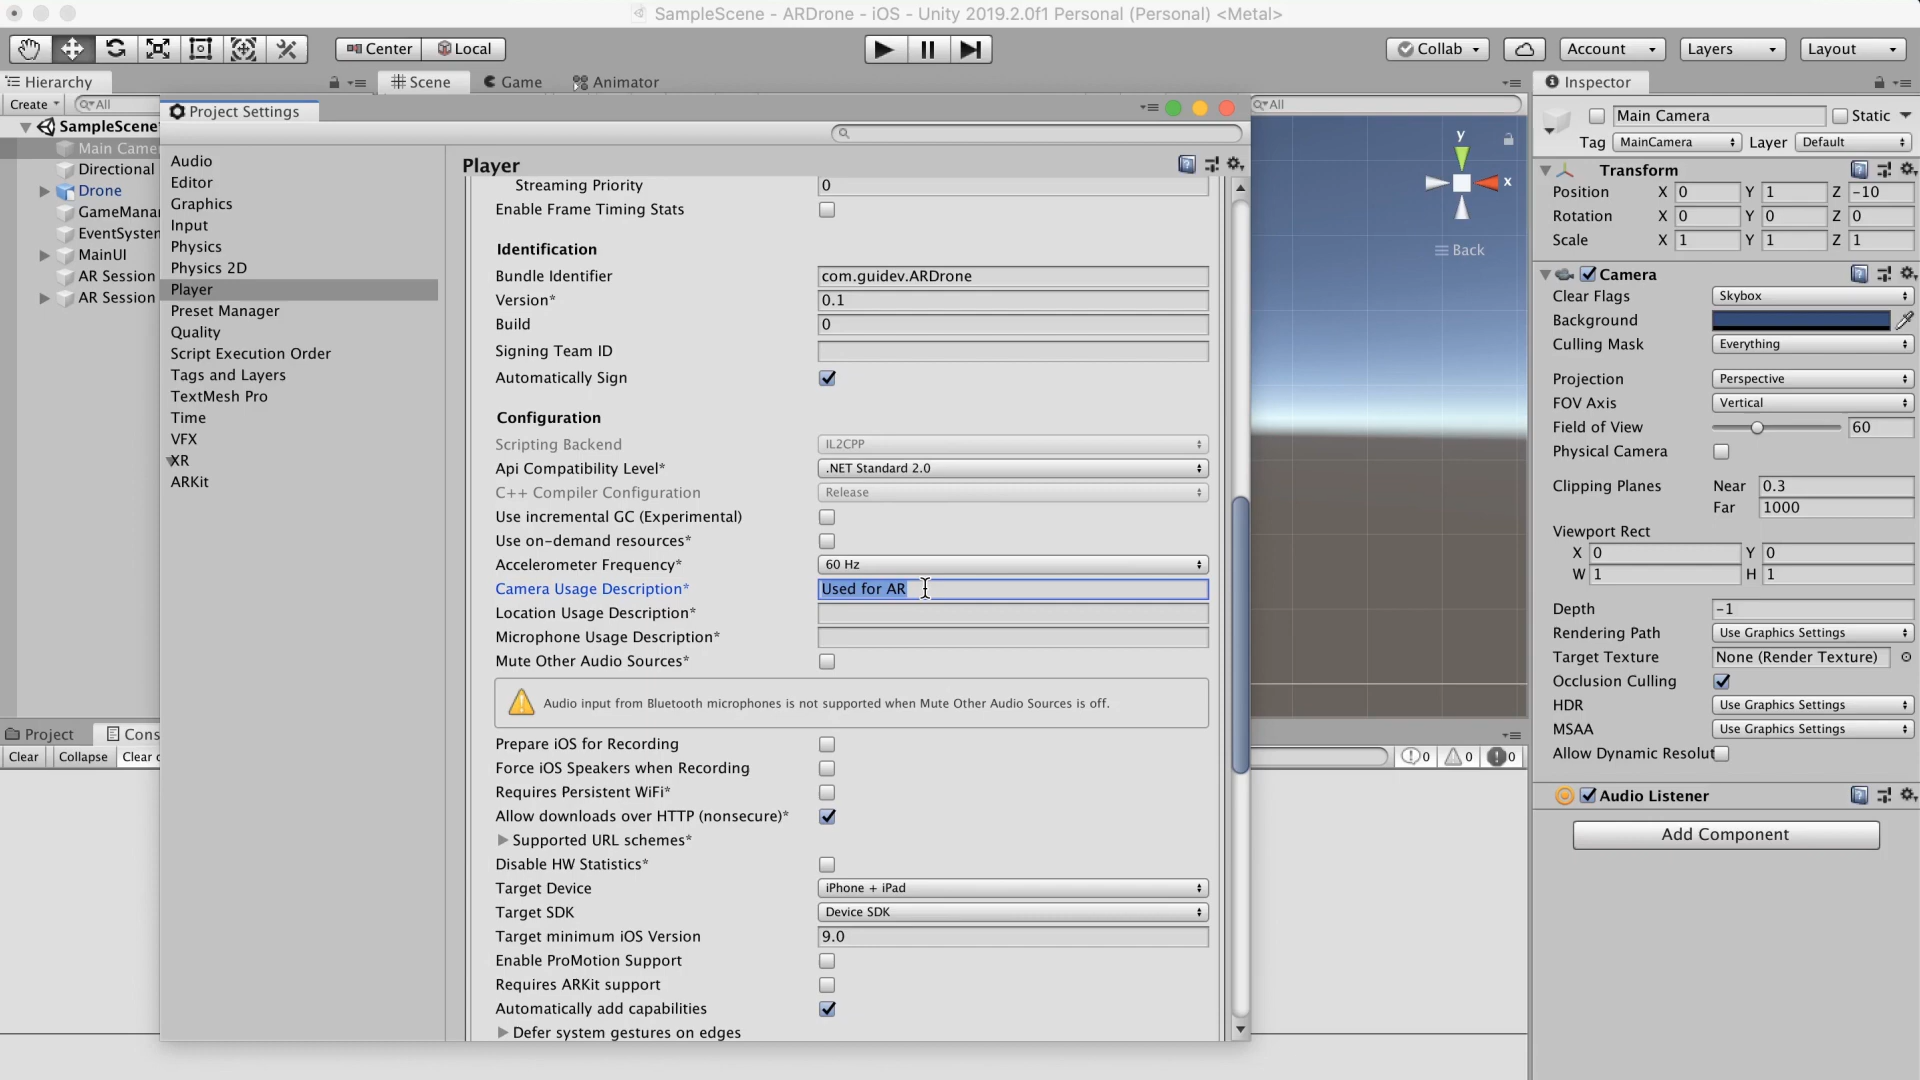 SampleScene - ARDrone - iOS - Unity 2019.2.0f1 Personal (Personal) <Metal>
Center Local
Collab Account Layers Layout
Hierarchy Scene Game Animator Inspector
Create All
All
SampleScene
Main Came
Directional
Drone
GameManar
EventSysten
MainUI
AR Session
AR Session
Project Cons
Clear Collapse Clear o
0 0 0
Project Settings
Audio
Editor
Graphics
Input
Physics
Physics 2D
Player
Preset Manager
Quality
Script Execution Order
Tags and Layers
TextMesh Pro
Time
VFX
XR
ARKit
Player
Streaming Priority 0
Enable Frame Timing Stats
Identification
Bundle Identifier com.guidev.ARDrone
Version* 0.1
Build 0
Signing Team ID
Automatically Sign
Configuration
Scripting Backend IL2CPP
Api Compatibility Level* .NET Standard 2.0
C++ Compiler Configuration Release
Use incremental GC (Experimental)
Use on-demand resources*
Accelerometer Frequency* 60 Hz
Camera Usage Description* Used for AR
Location Usage Description*
Microphone Usage Description*
Mute Other Audio Sources*
Audio input from Bluetooth microphones is not supported when Mute Other Audio Sources is off.
Prepare iOS for Recording
Force iOS Speakers when Recording
Requires Persistent WiFi*
Allow downloads over HTTP (nonsecure)*
Supported URL schemes*
Disable HW Statistics*
Target Device iPhone + iPad
Target SDK Device SDK
Target minimum iOS Version 9.0
Enable ProMotion Support
Requires ARKit support
Automatically add capabilities
Defer system gestures on edges
y
x
Back
Main Camera Static
Tag MainCamera Layer Default
Transform
Position X 0 Y 1 Z -10
Rotation X 0 Y 0 Z 0
Scale X 1 Y 1 Z 1
Camera
Clear Flags Skybox
Background
Culling Mask Everything
Projection Perspective
FOV Axis Vertical
Field of View 60
Physical Camera
Clipping Planes Near 0.3
Far 1000
Viewport Rect
X 0 Y 0
W 1 H 1
Depth -1
Rendering Path Use Graphics Settings
Target Texture None (Render Texture)
Occlusion Culling
HDR Use Graphics Settings
MSAA Use Graphics Settings
Allow Dynamic Resolut
Audio Listener
Add Component